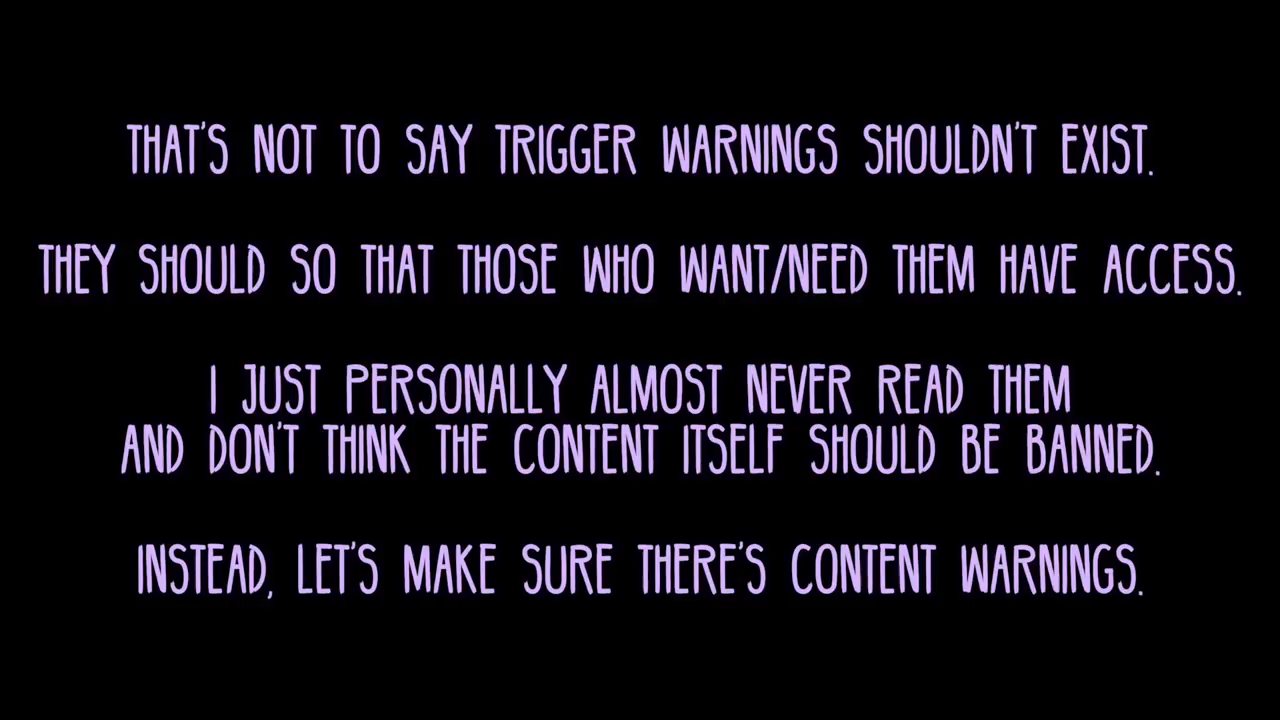 THAT'S NOT TO SAY TRIGGER WARNINGS SHOULDN'T EXIST.
THEY SHOULD SO THAT THOSE WHO WANT/NEED THEM HAVE ACCESS.
I JUST PERSONALLY ALMOST NEVER READ THEM
AND DON'T THINK THE CONTENT ITSELF SHOULD BE BANNED.
INSTEAD, LET'S MAKE SURE THERE'S CONTENT WARNINGS.